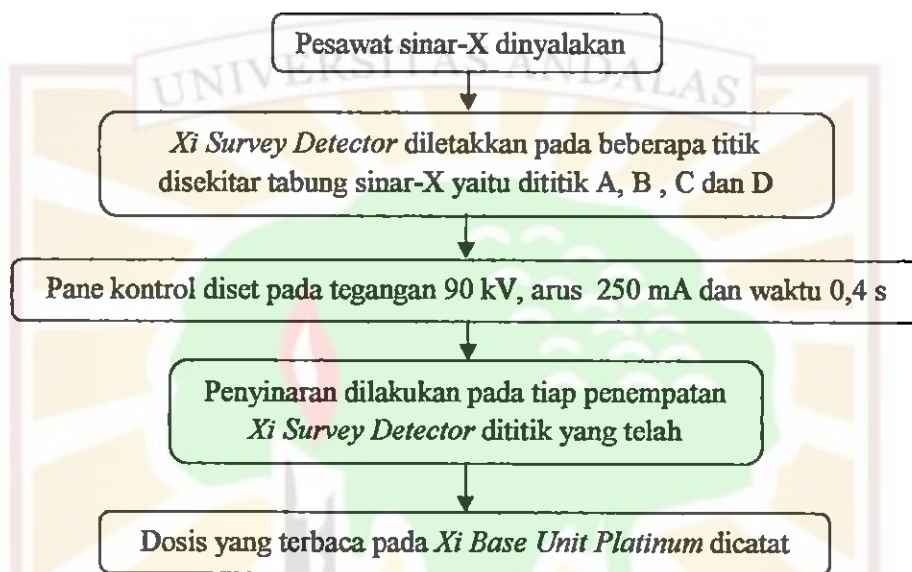 Pesawat sinar-X dinyalakan
UNIVERSITAS ANDALAS
Xi Survey Detector diletakkan pada beberapa titik
disekitar tabung sinar-X yaitu dititik A, B , C dan D
Pane kontrol diset pada tegangan 90 kV, arus 250 mA dan waktu 0,4 s
Penyinaran dilakukan pada tiap penempatan
Xi Survey Detector dititik yang telah
Dosis yang terbaca pada Xi Base Unit Platinum dicatat